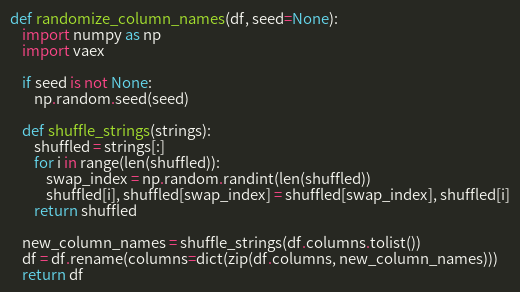 def randomize_column_names(df, seed=None):
    import numpy as np
    import vaex

    if seed is not None:
        np.random.seed(seed)

    def shuffle_strings(strings):
        shuffled = strings[:]
        for i in range(len(shuffled)):
            swap_index = np.random.randint(len(shuffled))
            shuffled[i], shuffled[swap_index] = shuffled[swap_index], shuffled[i]
        return shuffled

    new_column_names = shuffle_strings(df.columns.tolist())
    df = df.rename(columns=dict(zip(df.columns, new_column_names)))
    return df